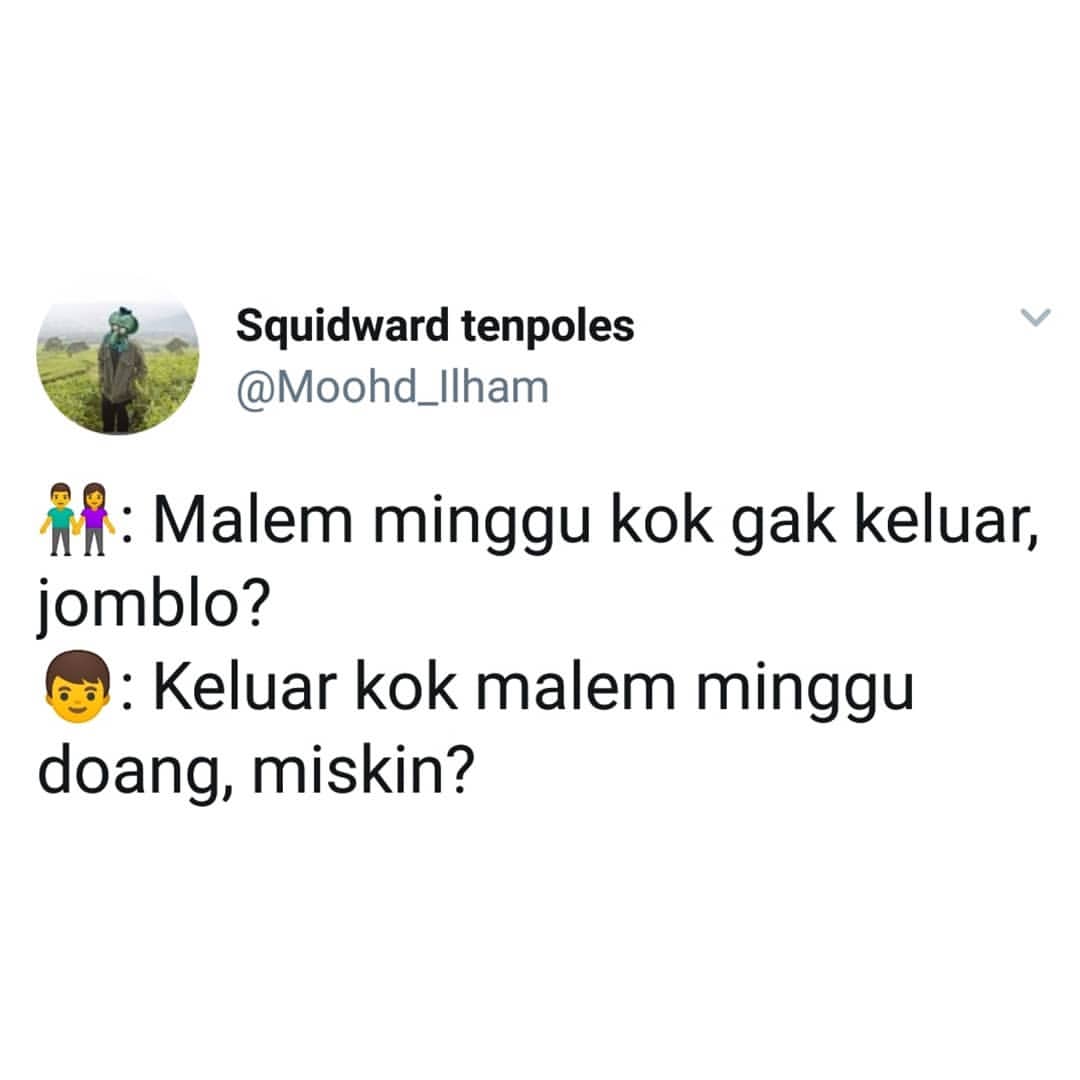 Squidward tenpoles
@Moohd_Ilham
👫: Malem minggu kok gak keluar,
jomblo?
👦: Keluar kok malem minggu
doang, miskin?